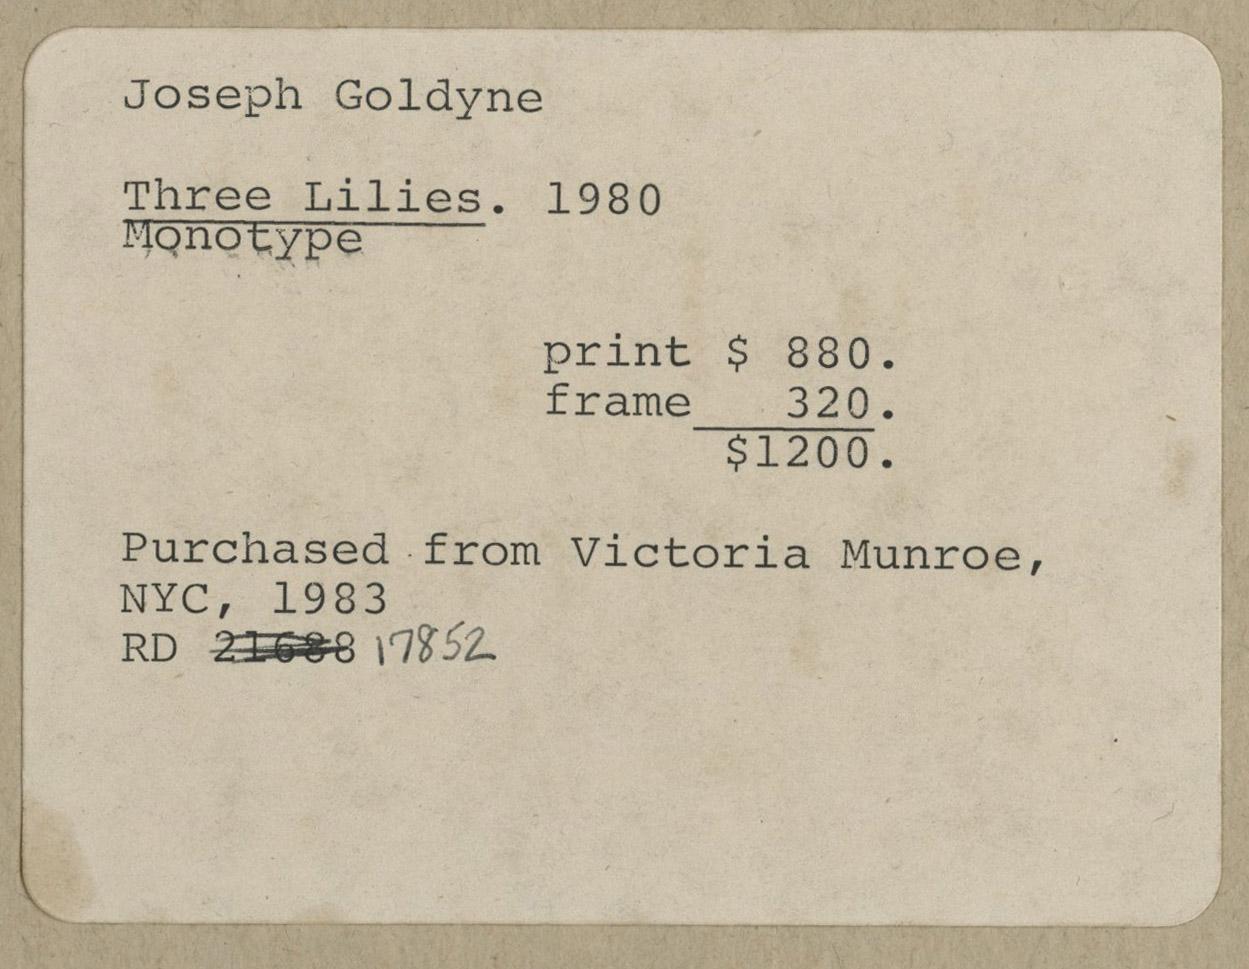 Joseph Goldyne
Three Lilies. 1980
Monotype
print $ 880.
frame 320.
$1200.
Purchased from Victoria Munroe,
NYC, 1983
RD 21688 17852